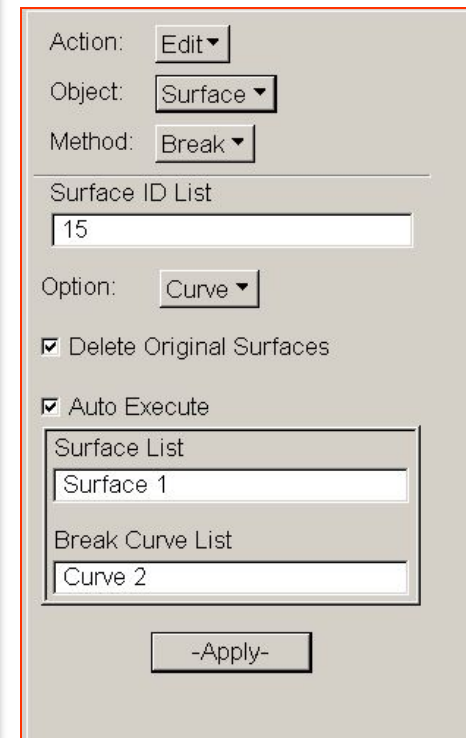 Action: Edit
Object: Surface
Method: Break
Surface ID List
15
Option: Curve
Delete Original Surfaces
Auto Execute
Surface List
Surface 1
Break Curve List
Curve 2
-Apply-